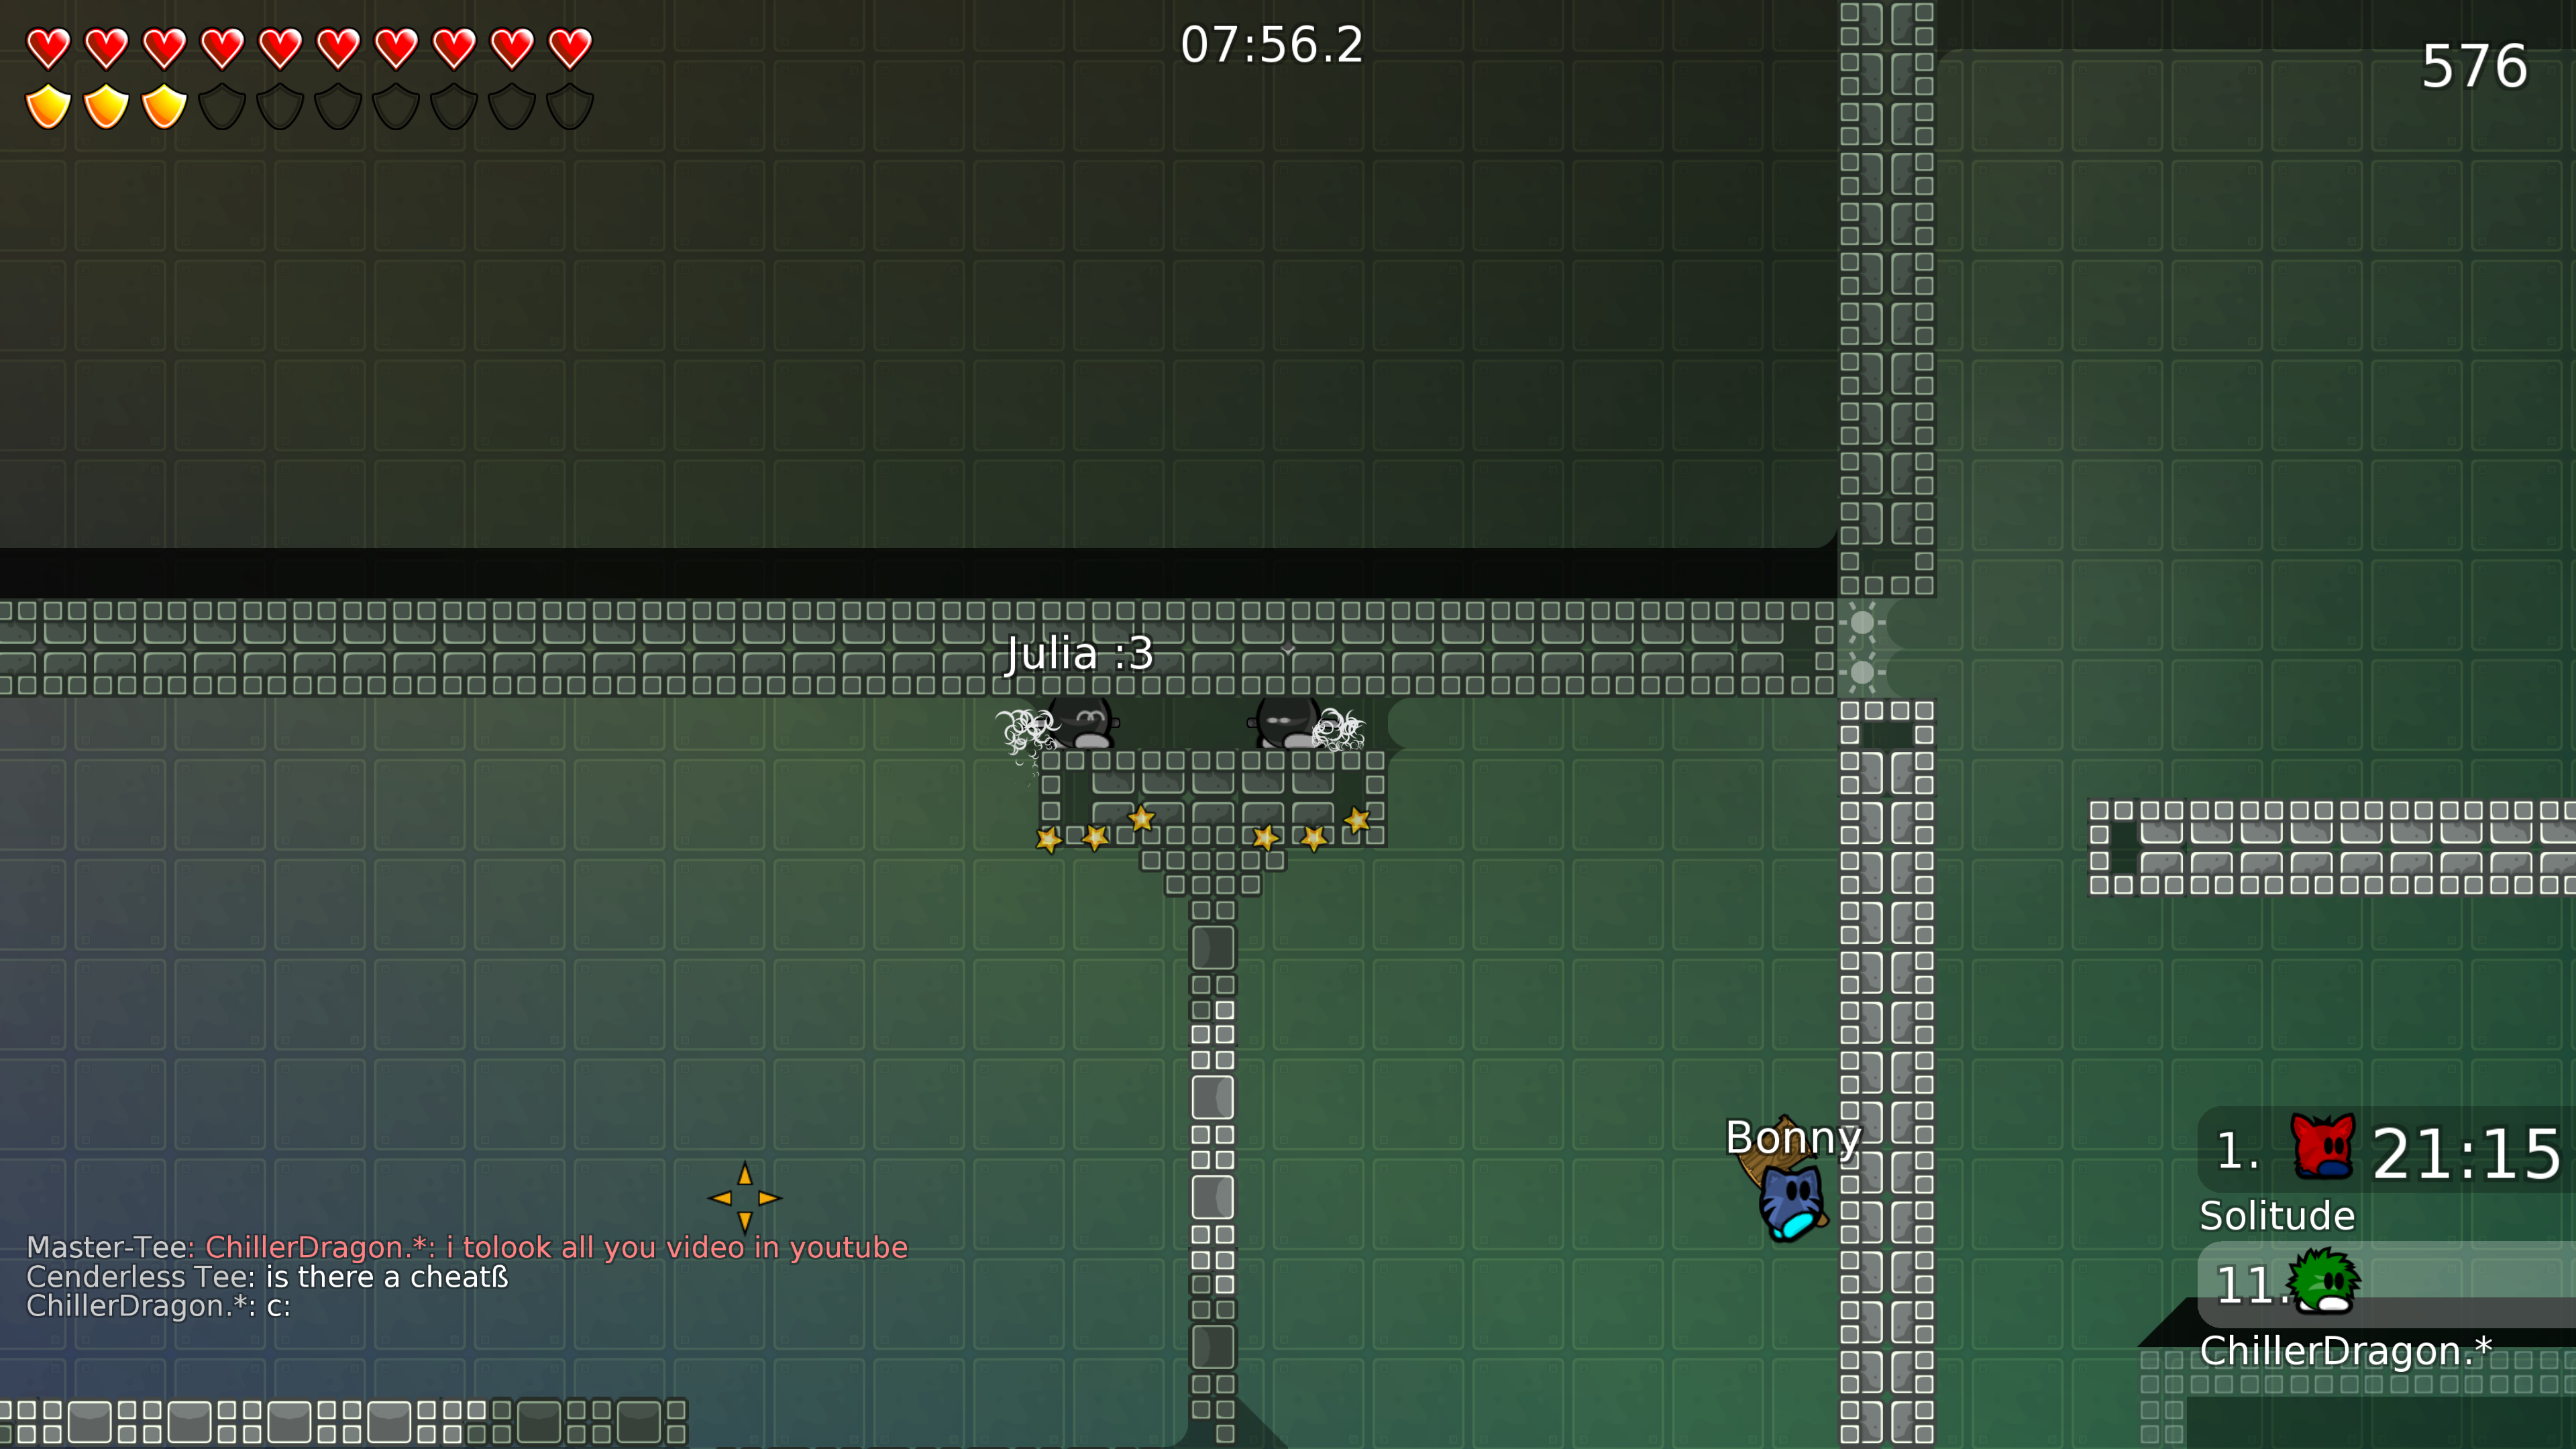 07:56.2
576
Julia :3
Bonny
1. 21:15
Solitude
11.
ChillerDragon.*
Master-Tee: ChillerDragon.*: i tolook all you video in youtube
Cenderless Tee: is there a cheatß
ChillerDragon.*: c: